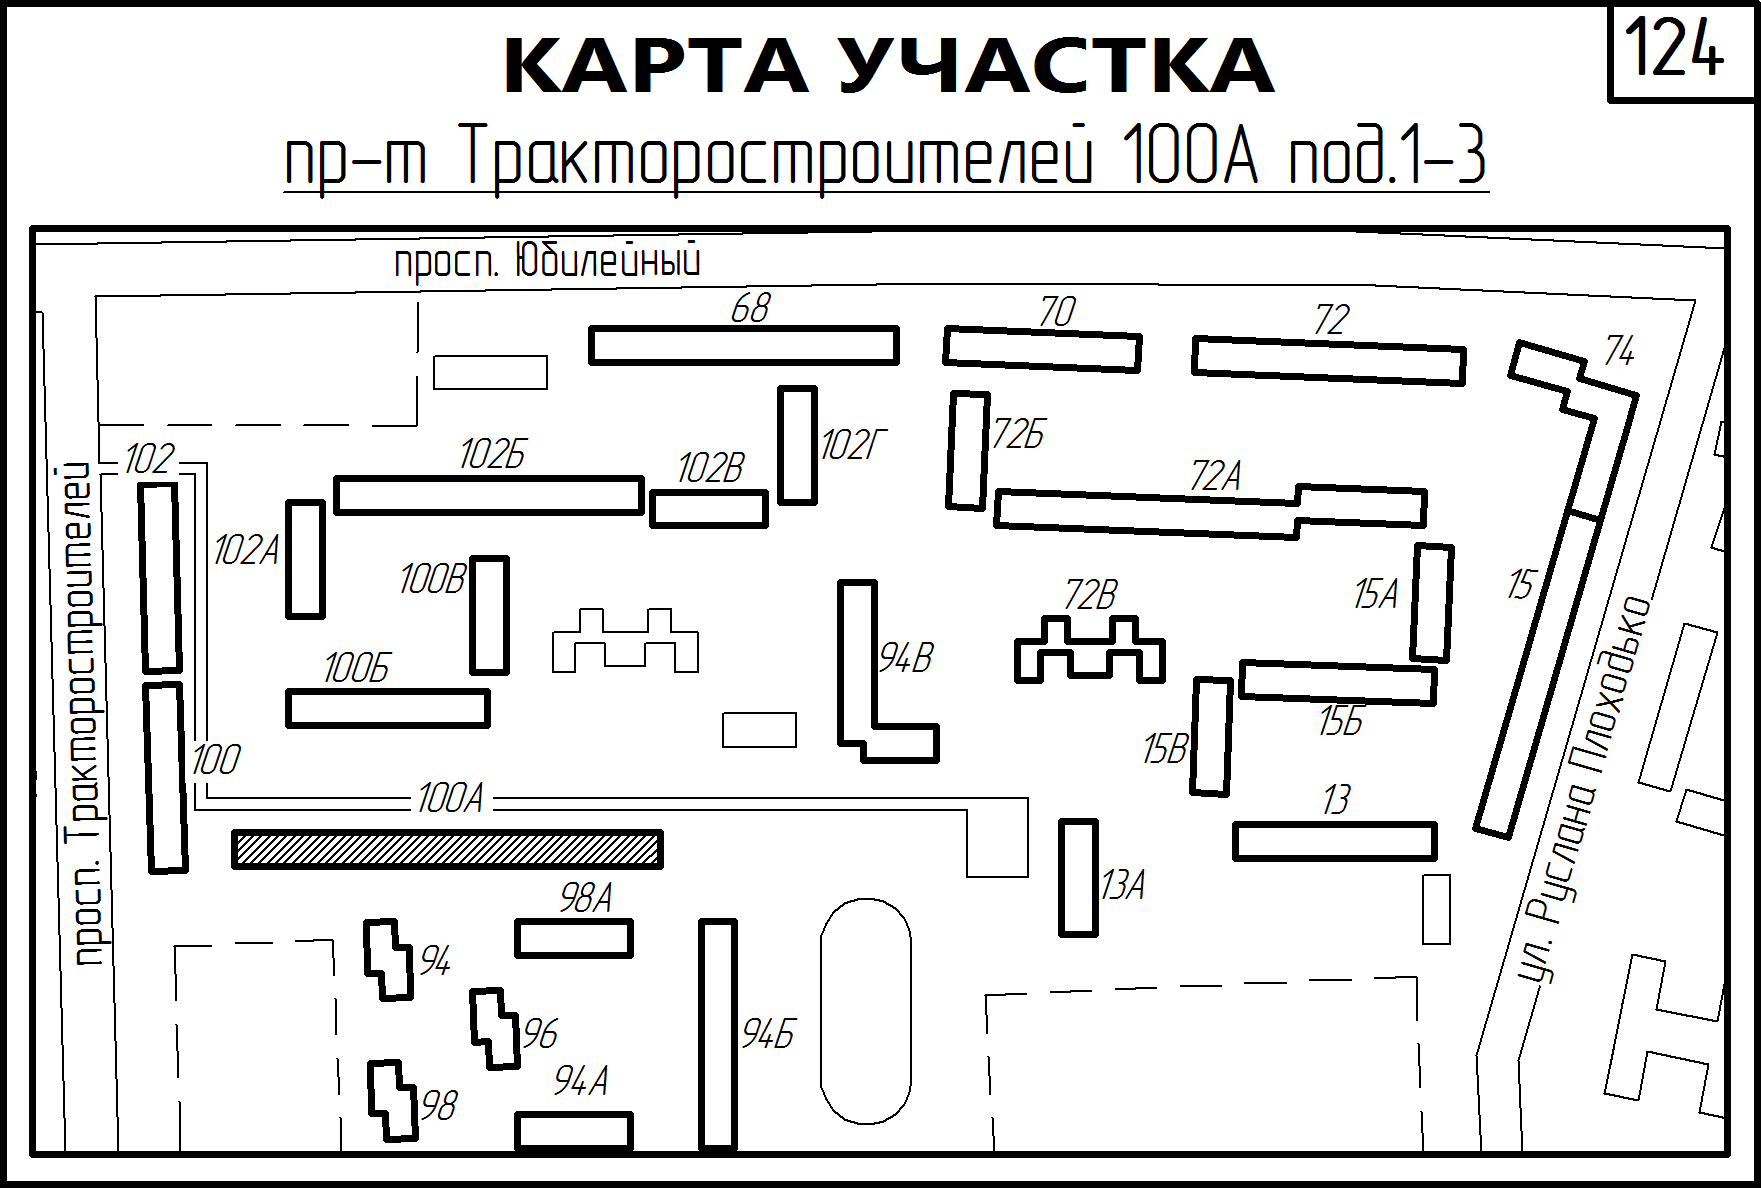 124
КАРТА УЧАСТКА
пр-т Тракторостроителей 100А под.1-3
просп. Юбилейный
68
70
72
74
102
102Б
102В
102Г
72Б
72А
102А
100В
15А
15
72В
94В
100Б
15Б
15В
100
100А
13
13А
98А
94
96
94Б
94А
98
просп. Тракторостроителей
ул. Руслана Плоходько